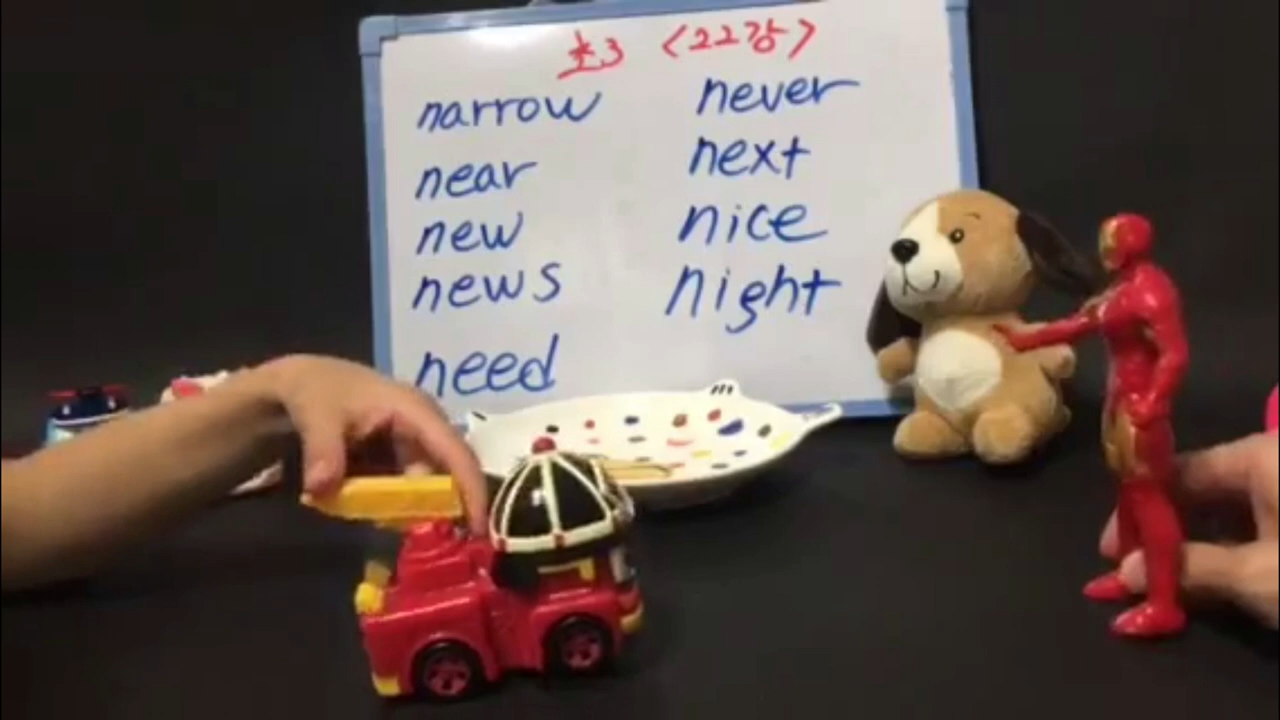 초3 <22강>
narrow
near
new
news
need
never
next
nice
night